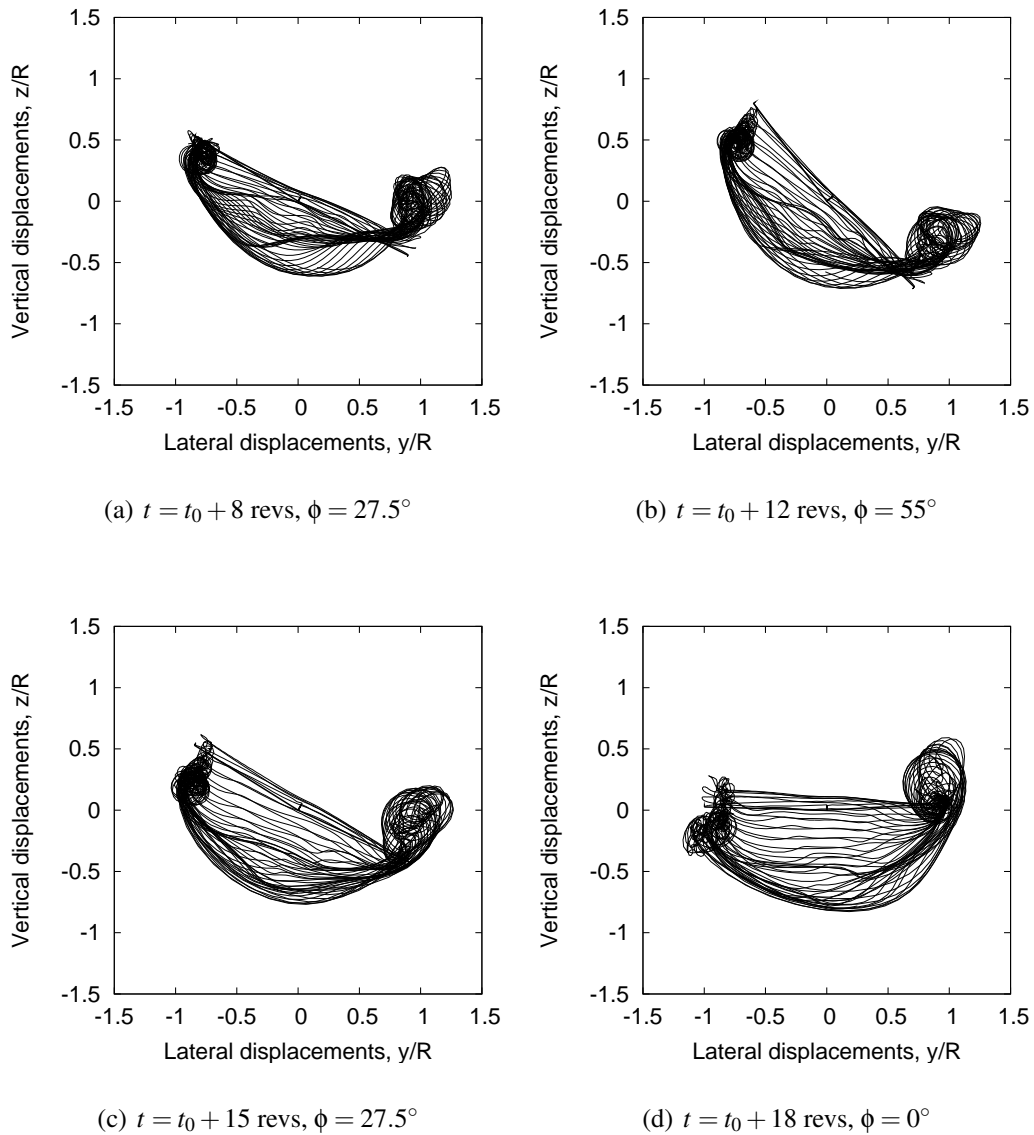 1.5
1
0.5
0
-0.5
-1
-1.5
-1.5 -1 -0.5 0 0.5 1 1.5
Vertical displacements, z/R
Lateral displacements, y/R
(a) t = t₀ + 8 revs, ϕ = 27.5°
1.5
1
0.5
0
-0.5
-1
-1.5
-1.5 -1 -0.5 0 0.5 1 1.5
Vertical displacements, z/R
Lateral displacements, y/R
(b) t = t₀ + 12 revs, ϕ = 55°
1.5
1
0.5
0
-0.5
-1
-1.5
-1.5 -1 -0.5 0 0.5 1 1.5
Vertical displacements, z/R
Lateral displacements, y/R
(c) t = t₀ + 15 revs, ϕ = 27.5°
1.5
1
0.5
0
-0.5
-1
-1.5
-1.5 -1 -0.5 0 0.5 1 1.5
Vertical displacements, z/R
Lateral displacements, y/R
(d) t = t₀ + 18 revs, ϕ = 0°